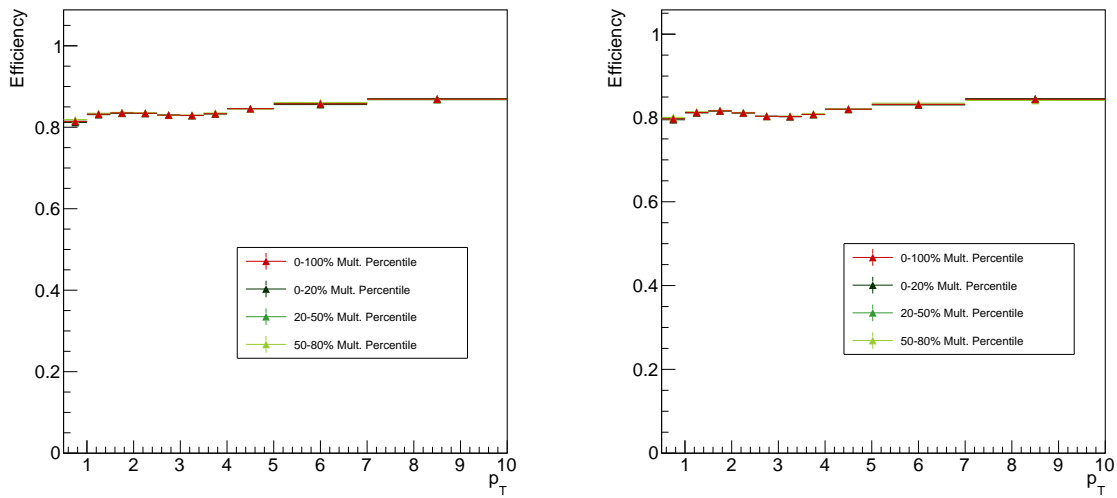 Efficiency
1
0.8
0.6
0.4
0.2
0
0-100% Mult. Percentile
0-20% Mult. Percentile
20-50% Mult. Percentile
50-80% Mult. Percentile
1 2 3 4 5 6 7 8 9 10
p_T
Efficiency
1
0.8
0.6
0.4
0.2
0
0-100% Mult. Percentile
0-20% Mult. Percentile
20-50% Mult. Percentile
50-80% Mult. Percentile
1 2 3 4 5 6 7 8 9 10
p_T